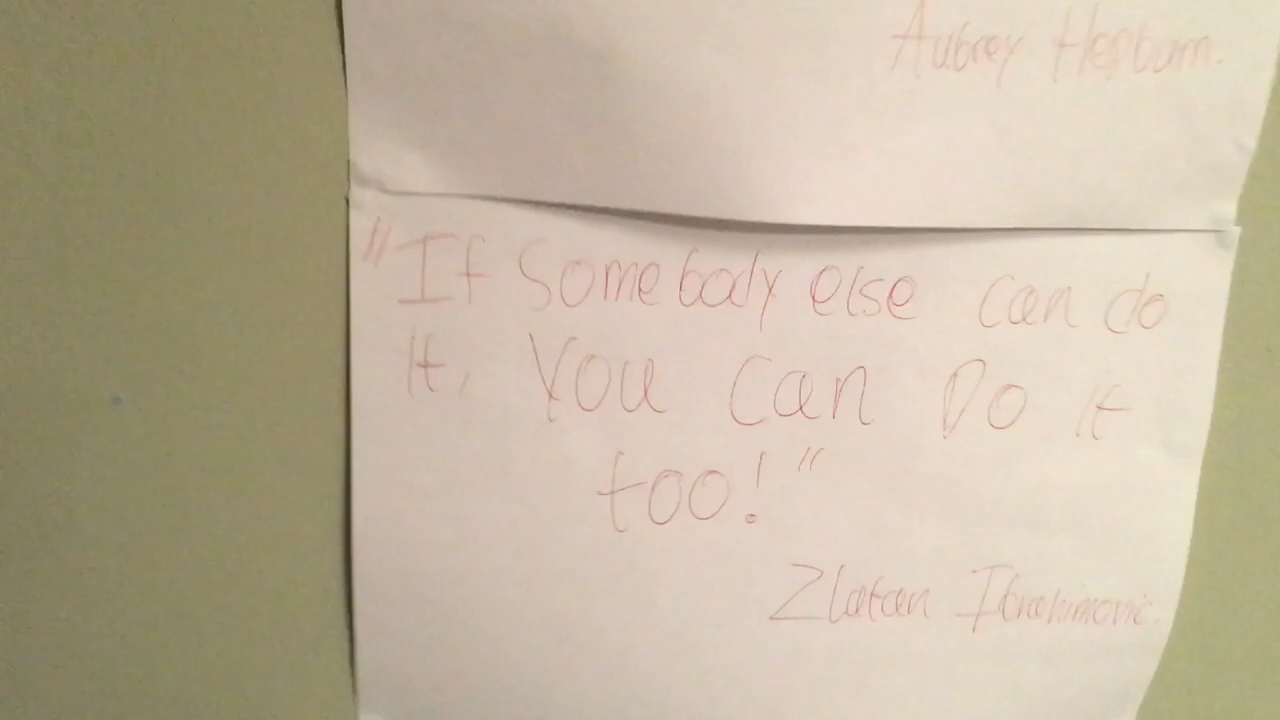 Aubrey Hepburn.
"If Somebody else can do
it, You can Do it
too!"
Zlatan Ibrahimovic.